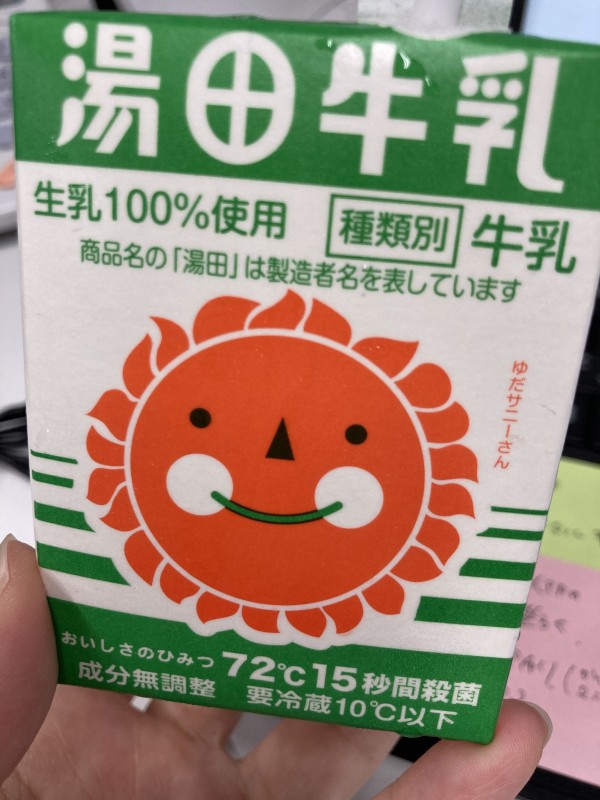 湯田牛乳
生乳100%使用 種類別 牛乳
商品名の「湯田」は製造者名を表しています
ゆだサニーさん
おいしさのひみつ 72℃15秒間殺菌
成分無調整 要冷蔵10℃以下